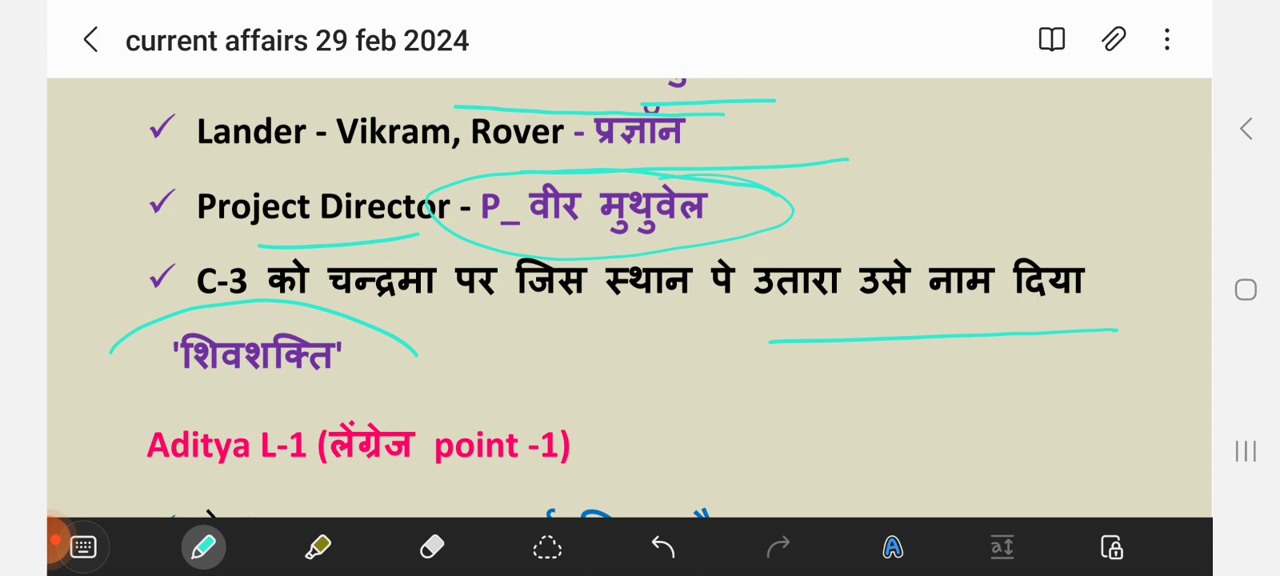 current affairs 29 feb 2024
✓ Lander - Vikram, Rover - प्रज्ञॉन
✓ Project Director - P_ वीर मुथुवेल
✓ C-3 को चन्द्रमा पर जिस स्थान पे उतारा उसे नाम दिया
'शिवशक्ति'
Aditya L-1 (लेंग्रेज point -1)